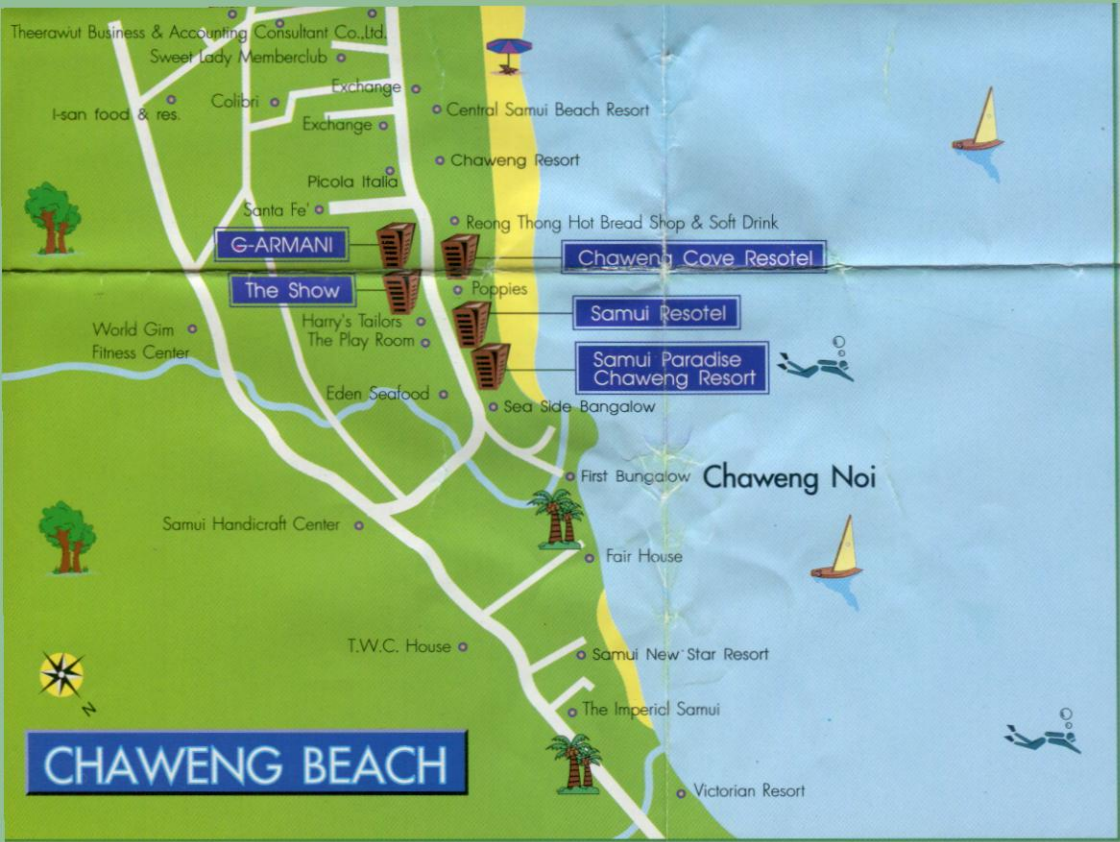 Theerawut Business & Accounting Consultant Co.,Ltd.
Sweet Lady Memberclub
Exchange
I-san food & res.
Colibri
Central Samui Beach Resort
Exchange
Chaweng Resort
Picola Italia
Santa Fe'
Reong Thong Hot Bread Shop & Soft Drink
G-ARMANI
Chaweng Cove Resotel
The Show
Poppies
Samui Resotel
World Gim
Fitness Center
Harry's Tailors
The Play Room
Samui Paradise
Chaweng Resort
Eden Seafood
Sea Side Bangalow
First Bungalow
Chaweng Noi
Samui Handicraft Center
Fair House
T.W.C. House
Samui New Star Resort
N
The Imperial Samui
CHAWENG BEACH
Victorian Resort